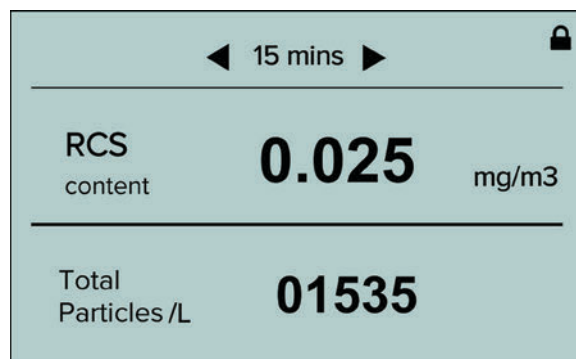 15 mins
RCS
content
0.025
mg/m3
Total
Particles /L
01535